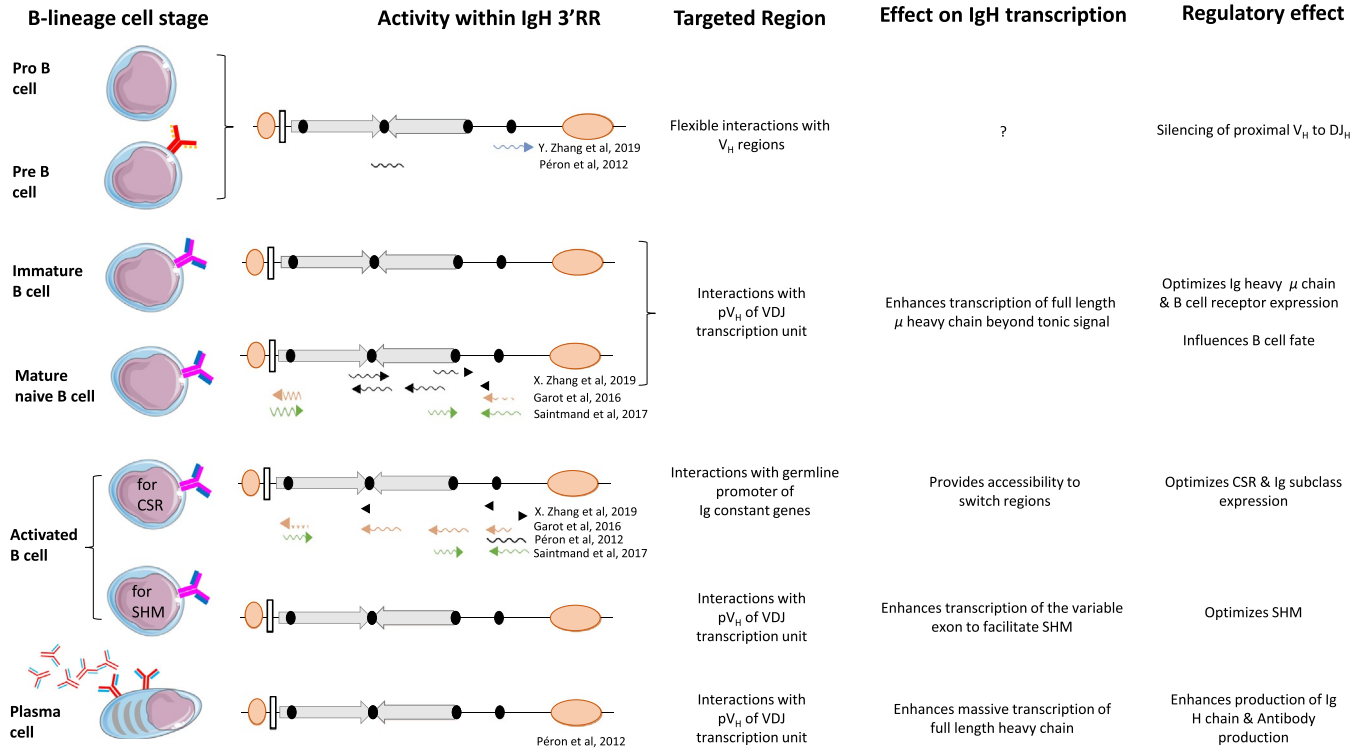 B-lineage cell stage
Activity within IgH 3'RR
Targeted Region
Effect on IgH transcription
Regulatory effect
Pro B
cell
Pre B
cell
Y. Zhang et al, 2019
Péron et al, 2012
Flexible interactions with
VH regions
?
Silencing of proximal VH to DJH
Immature
B cell
Mature
naive B cell
X. Zhang et al, 2019
Garot et al, 2016
Saintmand et al, 2017
Interactions with
pVH of VDJ
transcription unit
Enhances transcription of full length
μ heavy chain beyond tonic signal
Optimizes Ig heavy μ chain
& B cell receptor expression
Influences B cell fate
Activated
B cell
for
CSR
X. Zhang et al, 2019
Garot et al, 2016
Péron et al, 2012
Saintmand et al, 2017
Interactions with germline
promoter of
Ig constant genes
Provides accessibility to
switch regions
Optimizes CSR & Ig subclass
expression
for
SHM
Interactions with
pVH of VDJ
transcription unit
Enhances transcription of the variable
exon to facilitate SHM
Optimizes SHM
Plasma
cell
Péron et al, 2012
Interactions with
pVH of VDJ
transcription unit
Enhances massive transcription of
full length heavy chain
Enhances production of Ig
H chain & Antibody
production